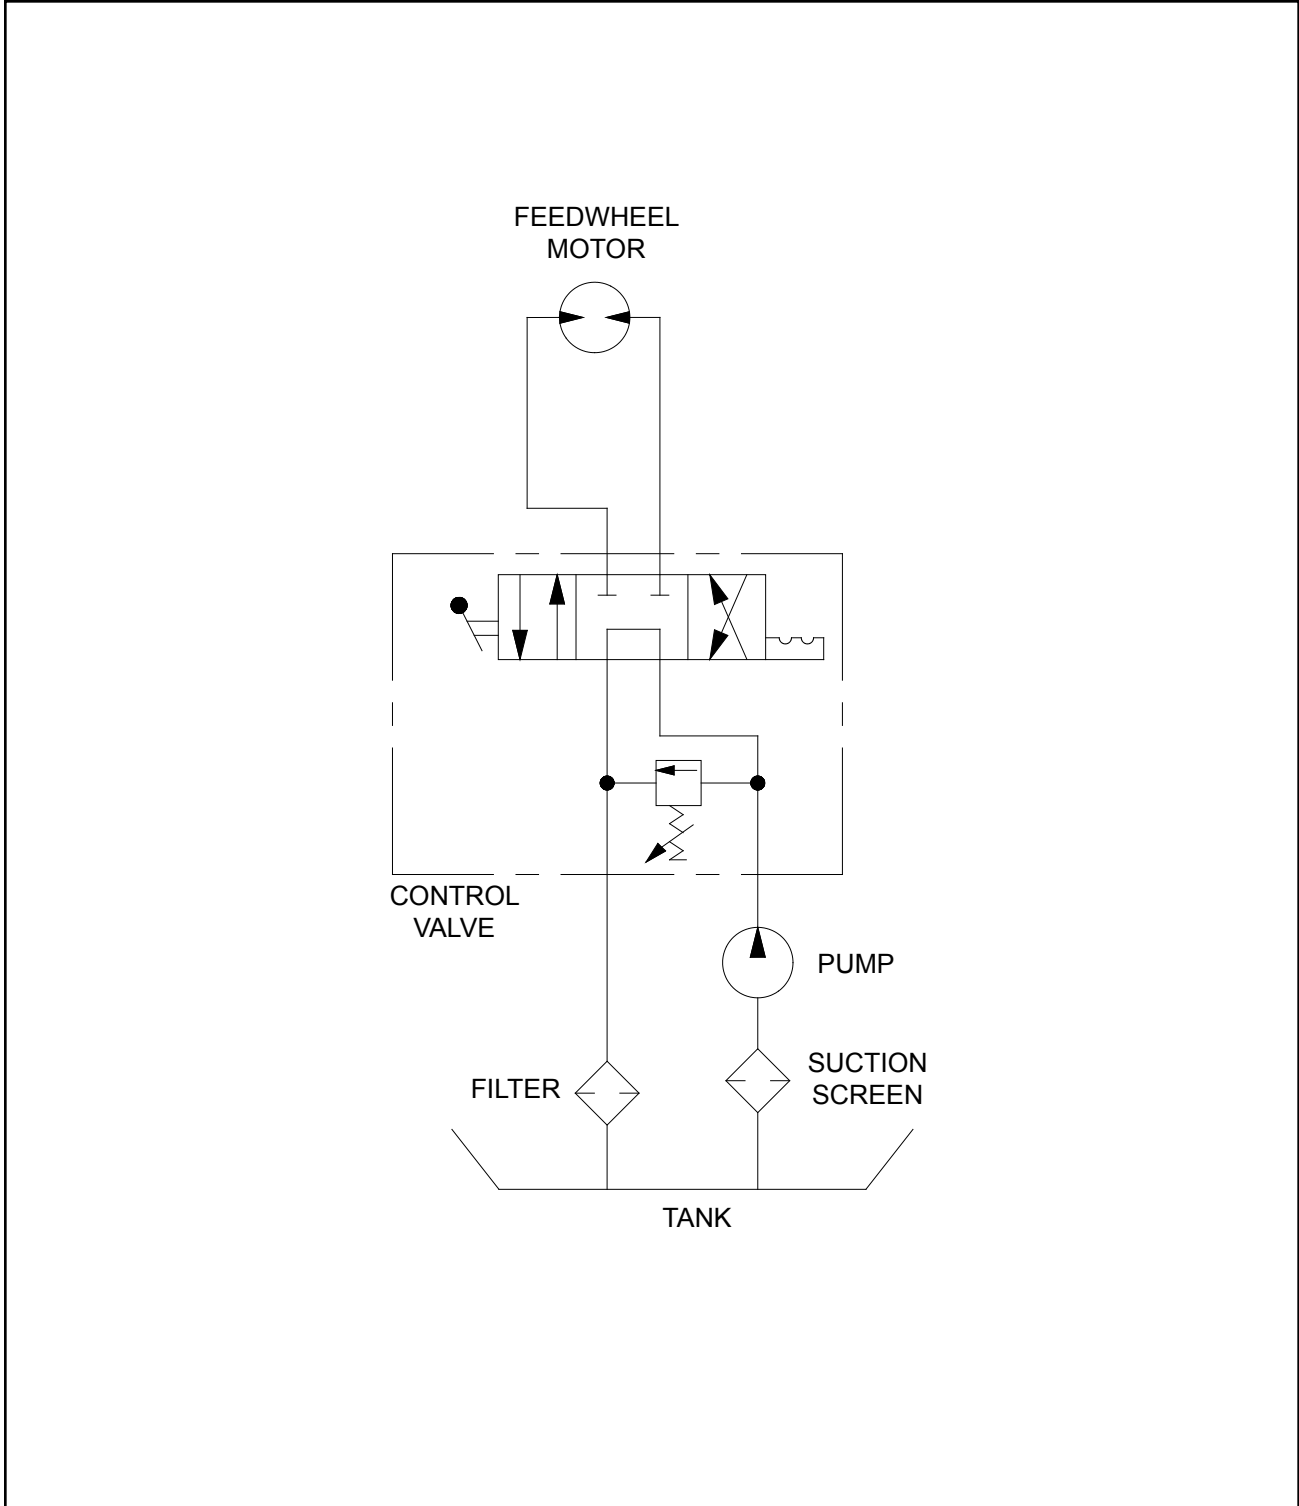 FEEDWHEEL
MOTOR
CONTROL
VALVE
PUMP
SUCTION
SCREEN
FILTER
TANK